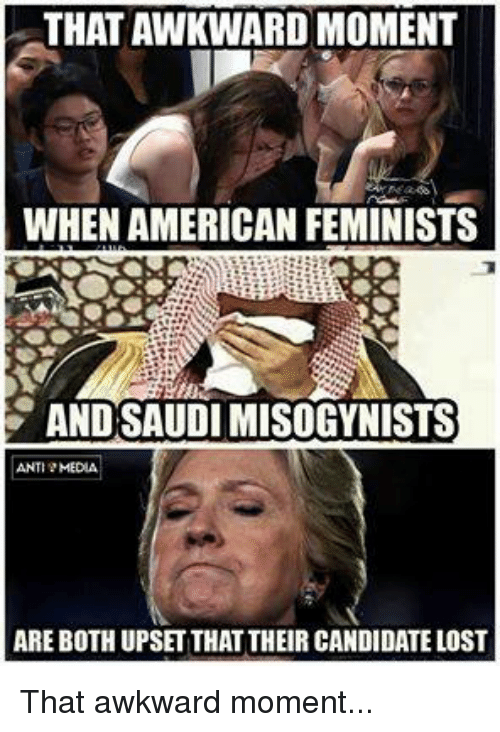 THAT AWKWARD MOMENT
WHEN AMERICAN FEMINISTS
AND SAUDI MISOGYNISTS
ANTI MEDIA
ARE BOTH UPSET THAT THEIR CANDIDATE LOST
That awkward moment...